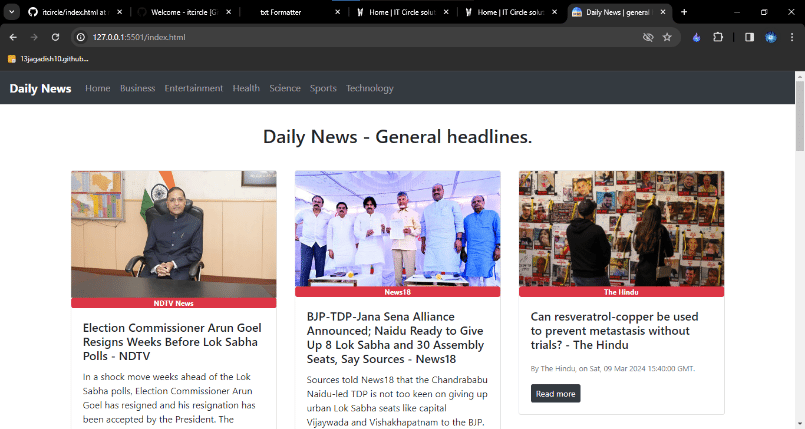 itcircle/index.html at
Welcome - itcircle |G
txt Formatter
Home | IT Circle solut
Home | IT Circle solut
Daily News | general
127.0.0.1:5501/index.html
13jagadish10.github...
Daily News
Home
Business
Entertainment
Health
Science
Sports
Technology
Daily News - General headlines.
NDTV News
Election Commissioner Arun Goel
Resigns Weeks Before Lok Sabha
Polls - NDTV
In a shock move weeks ahead of the Lok
Sabha polls, Election Commissioner Arun
Goel has resigned and his resignation has
been accepted by the President. The
News18
BJP-TDP-Jana Sena Alliance
Announced; Naidu Ready to Give
Up 8 Lok Sabha and 30 Assembly
Seats, Say Sources - News18
Sources told News18 that the Chandrababu
Naidu-led TDP is not too keen on giving up
urban Lok Sabha seats like capital
Vijaywada and Vishakhapatnam to the BJP.
The Hindu
Can resveratrol-copper be used
to prevent metastasis without
trials? - The Hindu
By The Hindu, on Sat, 09 Mar 2024 15:40:00 GMT.
Read more